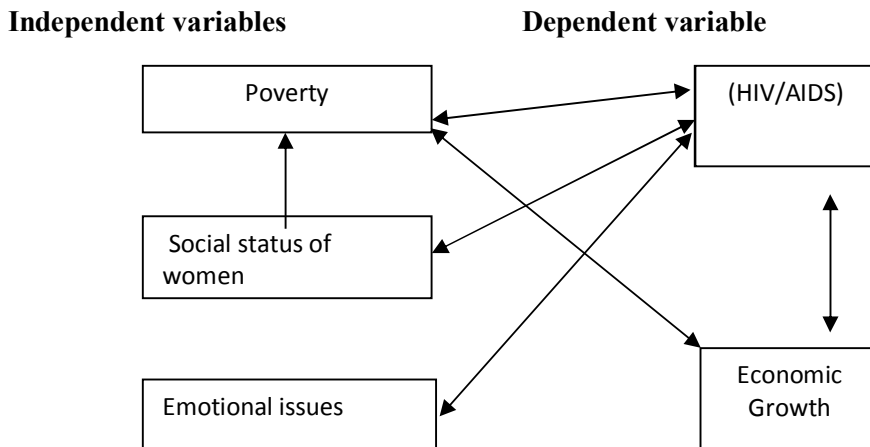 Independent variables
Dependent variable
Poverty
(HIV/AIDS)
Social status of
women
Emotional issues
Economic
Growth